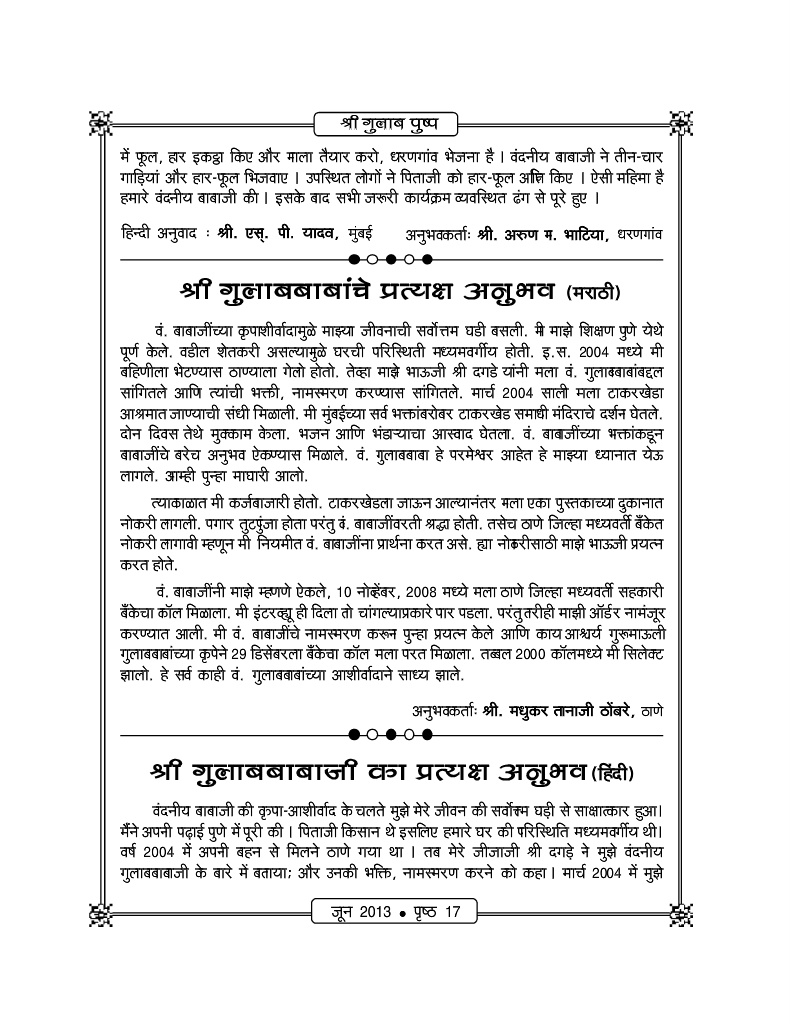 श्री गुलाब पुष्प
में फूल, हार इकट्ठा किए और माला तैयार करो, धरणगांव भेजना है । वंदनीय बाबाजी ने तीन-चार
गाड़ियां और हार-फूल भिजवाए । उपस्थित लोगों ने पिताजी को हार-फूल अर्पित किए । ऐसी महिमा है
हमारे वंदनीय बाबाजी की । इसके बाद सभी जरूरी कार्यक्रम व्यवस्थित ढंग से पूरे हुए ।
हिन्दी अनुवाद : श्री. एस्. पी. यादव, मुंबई अनुभवकर्ताः श्री. अरुण म. भाटिया, धरणगांव
श्री गुलाबबाबांचे प्रत्यक्ष अनुभव (मराठी)
वं. बाबाजींच्या कृपाशीर्वादामुळे माझ्या जीवनाची सर्वोत्तम घडी बसली. मी माझे शिक्षण पुणे येथे
पूर्ण केले. वडील शेतकरी असल्यामुळे घरची परिस्थिती मध्यमवर्गीय होती. इ.स. 2004 मध्ये मी
बहिणीला भेटण्यास ठाण्याला गेलो होतो. तेव्हा माझे भाऊजी श्री दगडे यांनी मला वं. गुलाबबाबांबद्दल
सांगितले आणि त्यांची भक्ती, नामस्मरण करण्यास सांगितले. मार्च 2004 साली मला टाकरखेडा
आश्रमात जाण्याची संधी मिळाली. मी मुंबईच्या सर्व भक्तांबरोबर टाकरखेड समाधी मंदिराचे दर्शन घेतले.
दोन दिवस तेथे मुक्काम केला. भजन आणि भंडाऱ्याचा आस्वाद घेतला. वं. बाबाजींच्या भक्तांकडून
बाबाजींचे बरेच अनुभव ऐकण्यास मिळाले. वं. गुलाबबाबा हे परमेश्वर आहेत हे माझ्या ध्यानात येऊ
लागले. आम्ही पुन्हा माघारी आलो.
त्याकाळात मी कर्जबाजारी होतो. टाकरखेडला जाऊन आल्यानंतर मला एका पुस्तकाच्या दुकानात
नोकरी लागली. पगार तुटपुंजा होता परंतु वं. बाबाजींवरती श्रद्धा होती. तसेच ठाणे जिल्हा मध्यवर्ती बँकेत
नोकरी लागावी म्हणून मी नियमीत वं. बाबाजींना प्रार्थना करत असे. ह्या नोकरीसाठी माझे भाऊजी प्रयत्न
करत होते.
वं. बाबाजींनी माझे म्हणणे ऐकले, 10 नोव्हेंबर, 2008 मध्ये मला ठाणे जिल्हा मध्यवर्ती सहकारी
बँकेचा कॉल मिळाला. मी इंटरव्ह्यू ही दिला तो चांगल्याप्रकारे पार पडला. परंतु तरीही माझी ऑर्डर नामंजूर
करण्यात आली. मी वं. बाबाजींचे नामस्मरण करून पुन्हा प्रयत्न केले आणि काय आश्चर्य गुरूमाऊली
गुलाबबाबांच्या कृपेने 29 डिसेंबरला बँकेचा कॉल मला परत मिळाला. तब्बल 2000 कॉलमध्ये मी सिलेक्ट
झालो. हे सर्व काही वं. गुलाबबाबांच्या आशीर्वादाने साध्य झाले.
अनुभवकर्ताः श्री. मधुकर तानाजी ठोंबरे, ठाणे
श्री गुलाबबाबाजी का प्रत्यक्ष अनुभव (हिंदी)
वंदनीय बाबाजी की कृपा-आशीर्वाद के चलते मुझे मेरे जीवन की सर्वोत्तम घड़ी से साक्षात्कार हुआ।
मैंने अपनी पढ़ाई पुणे में पूरी की । पिताजी किसान थे इसलिए हमारे घर की परिस्थिति मध्यमवर्गीय थी।
वर्ष 2004 में अपनी बहन से मिलने ठाणे गया था । तब मेरे जीजाजी श्री दगड़े ने मुझे वंदनीय
गुलाबबाबाजी के बारे में बताया; और उनकी भक्ति, नामस्मरण करने को कहा । मार्च 2004 में मुझे
जून 2013 ● पृष्ठ 17